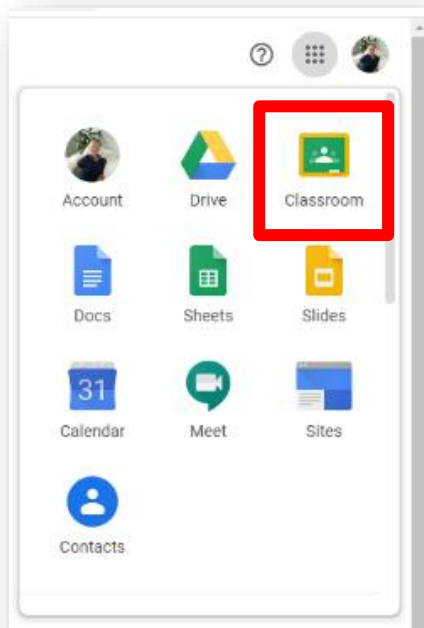 Account Drive Classroom
Docs Sheets Slides
31
Calendar Meet Sites
Contacts